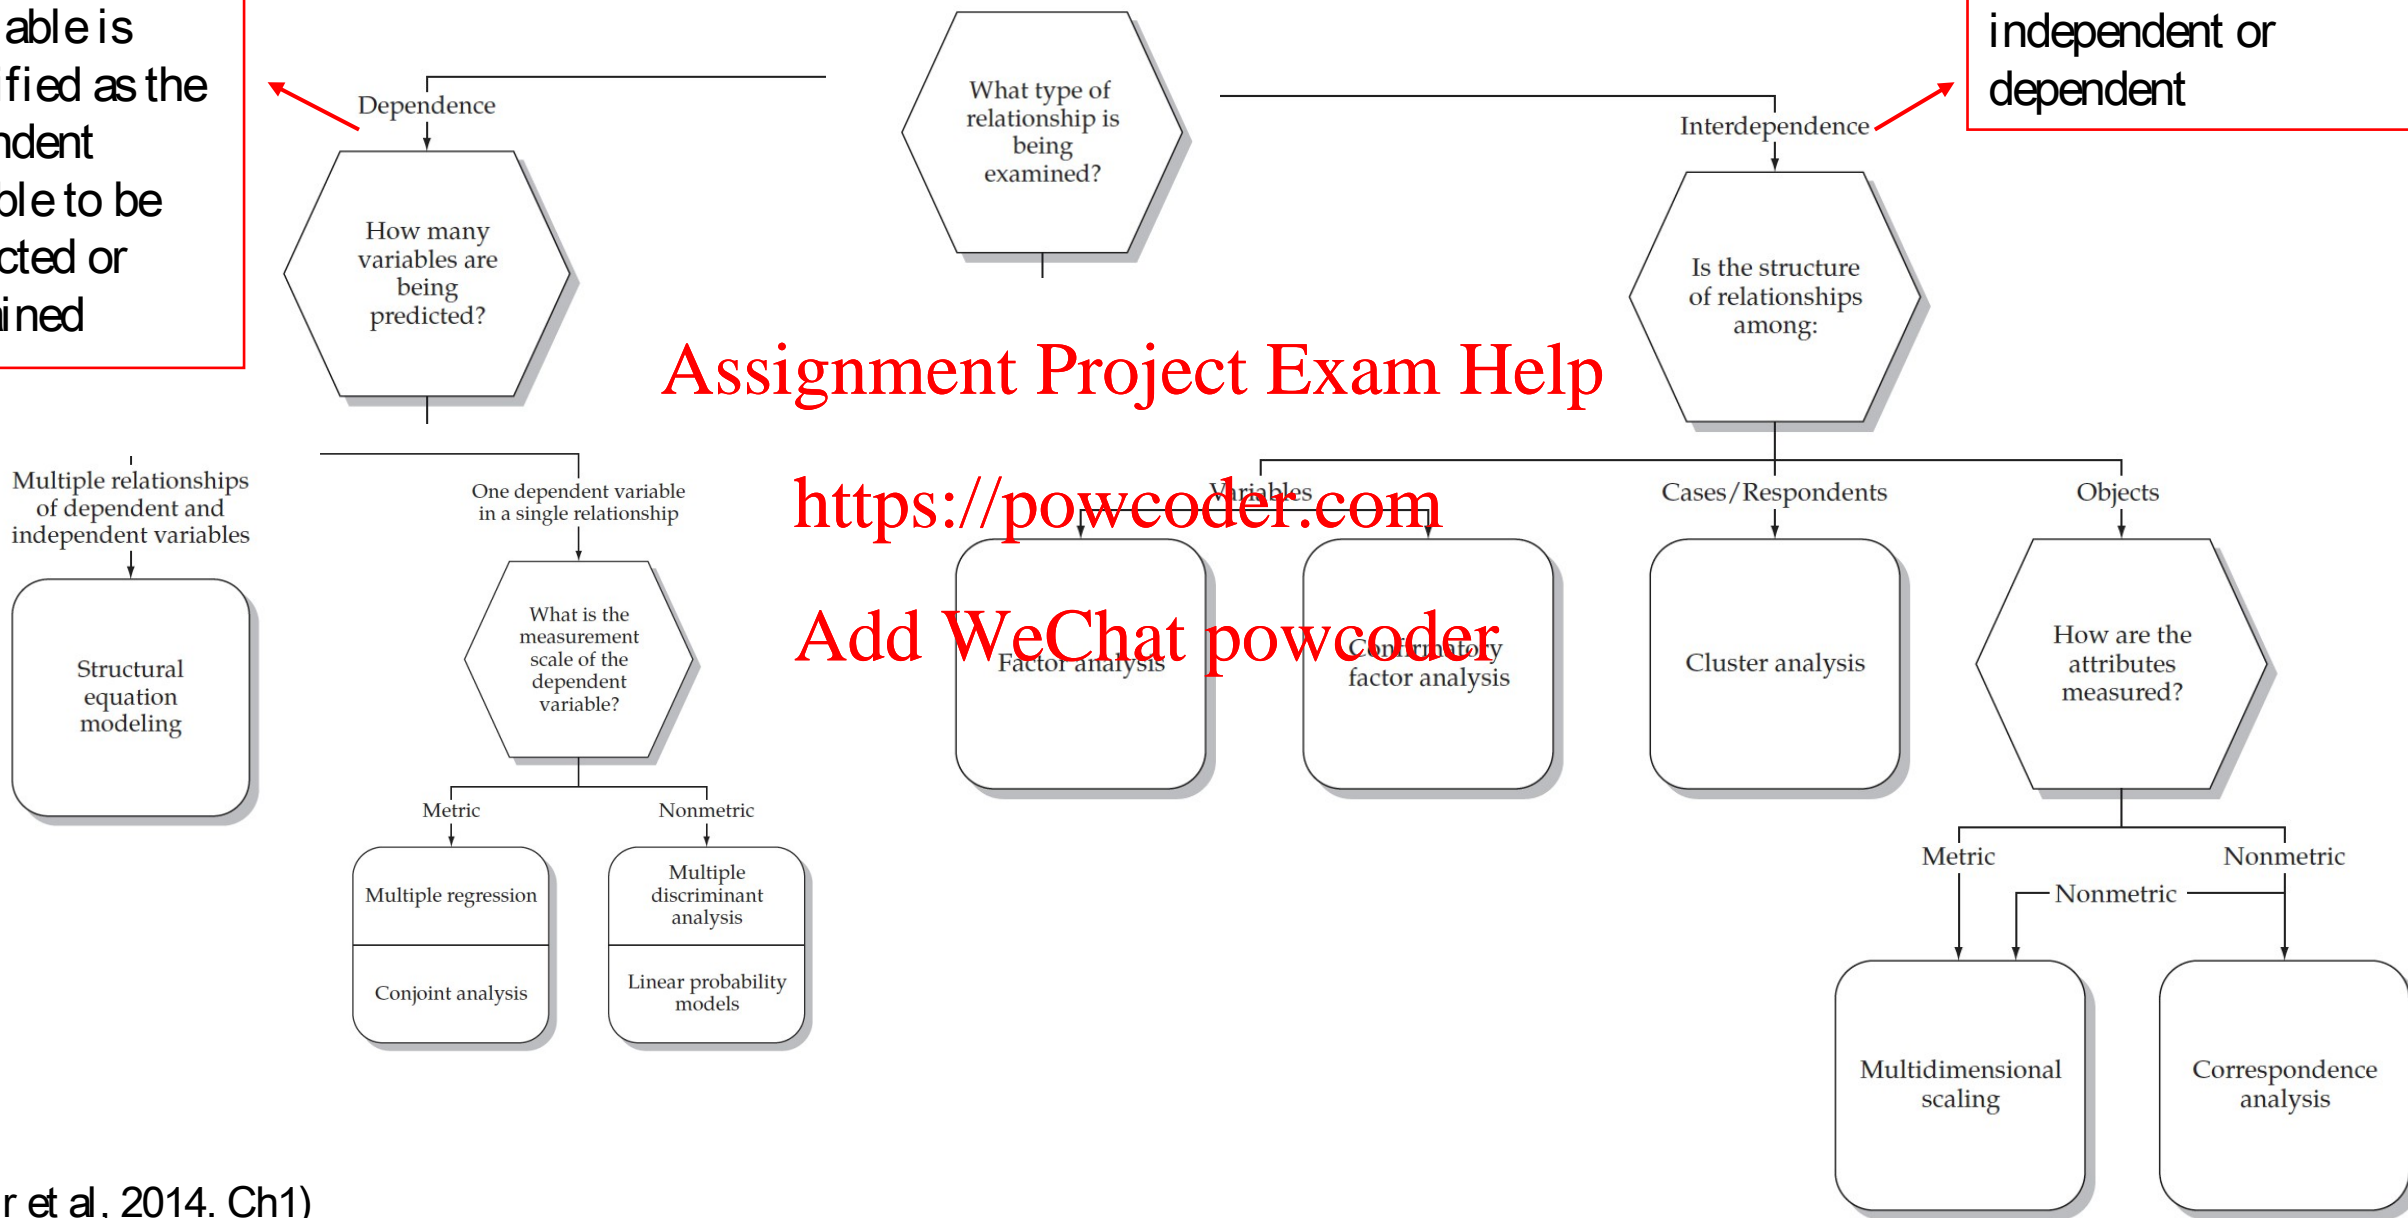 able is
ified as the
ndent
ble to be
cted or
ined
independent or
dependent
What type of
relationship is
being
examined?
Dependence
Interdependence
How many
variables are
being
predicted?
Is the structure
of relationships
among:
Assignment Project Exam Help
https://powcoder.com
Add WeChat powcoder
Multiple relationships
of dependent and
independent variables
One dependent variable
in a single relationship
Variables
Cases/Respondents
Objects
Structural
equation
modeling
What is the
measurement
scale of the
dependent
variable?
Factor analysis
Confirmatory
factor analysis
Cluster analysis
How are the
attributes
measured?
Metric
Nonmetric
Multiple regression
Conjoint analysis
Multiple
discriminant
analysis
Linear probability
models
Metric
Nonmetric
Nonmetric
Multidimensional
scaling
Correspondence
analysis
r et al, 2014, Ch1)